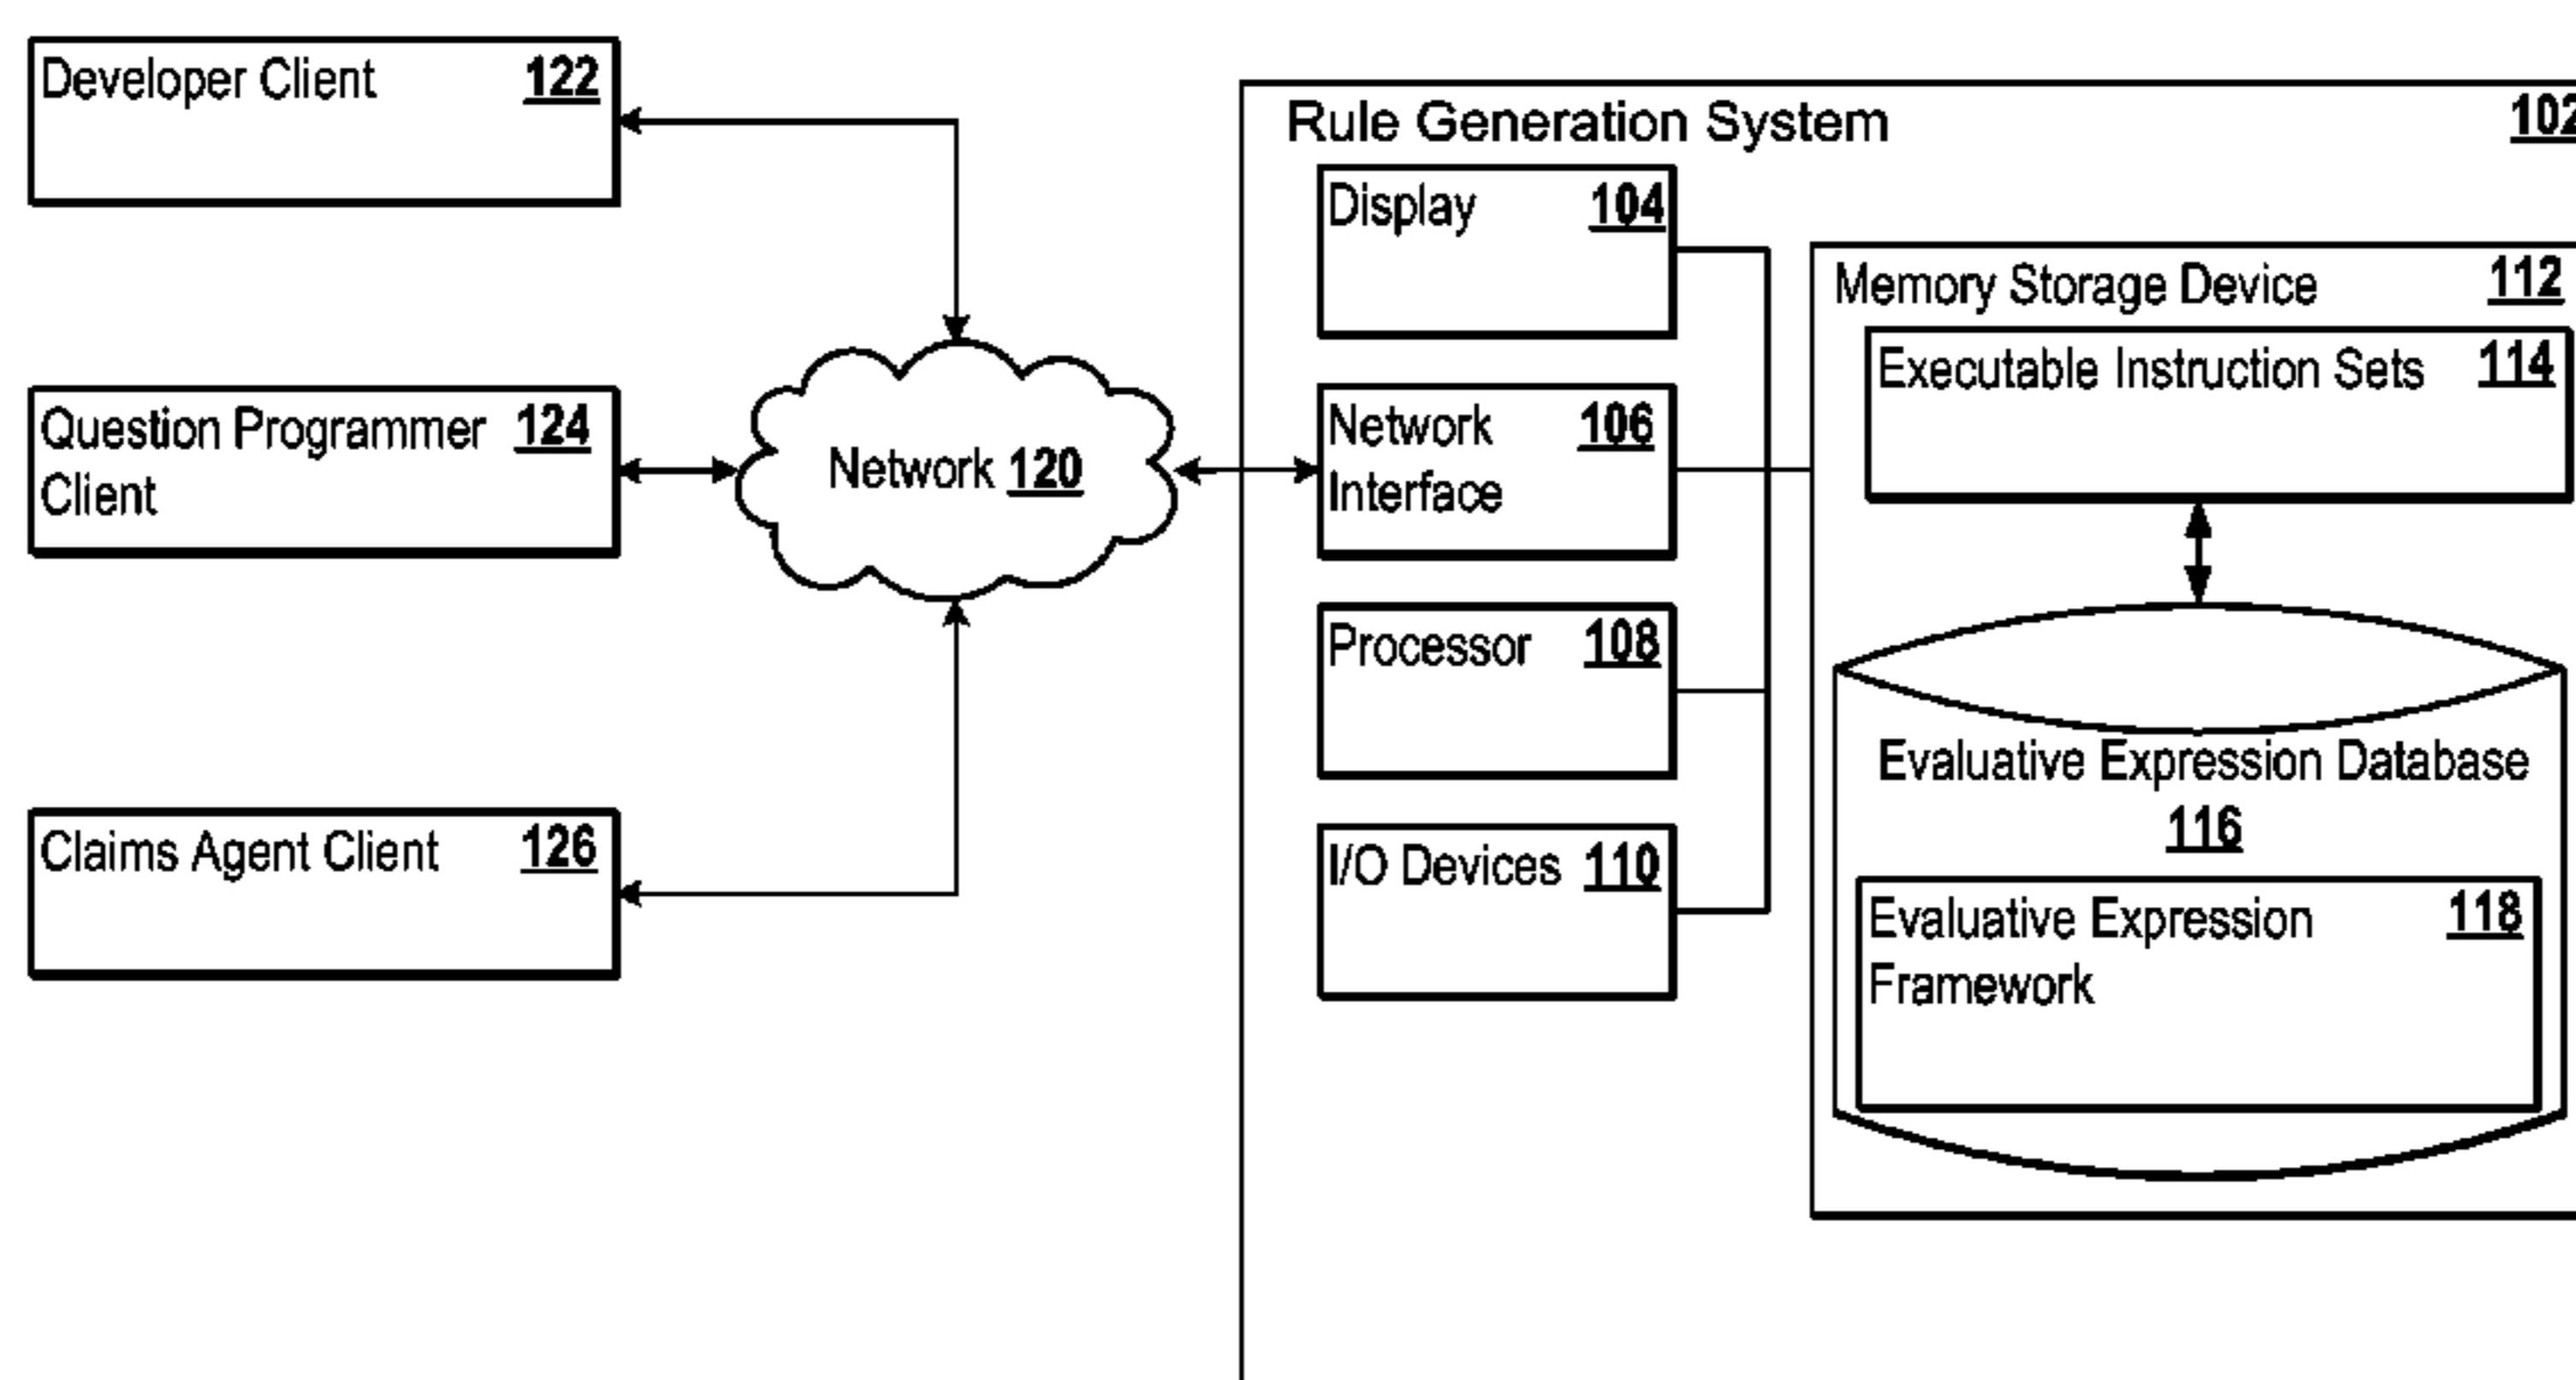 Developer Client 122
Question Programmer 124
Client
Claims Agent Client 126
Network 120
Rule Generation System 102
Display 104
Network 106
Interface
Processor 108
I/O Devices 110
Memory Storage Device 112
Executable Instruction Sets 114
Evaluative Expression Database
116
Evaluative Expression 118
Framework